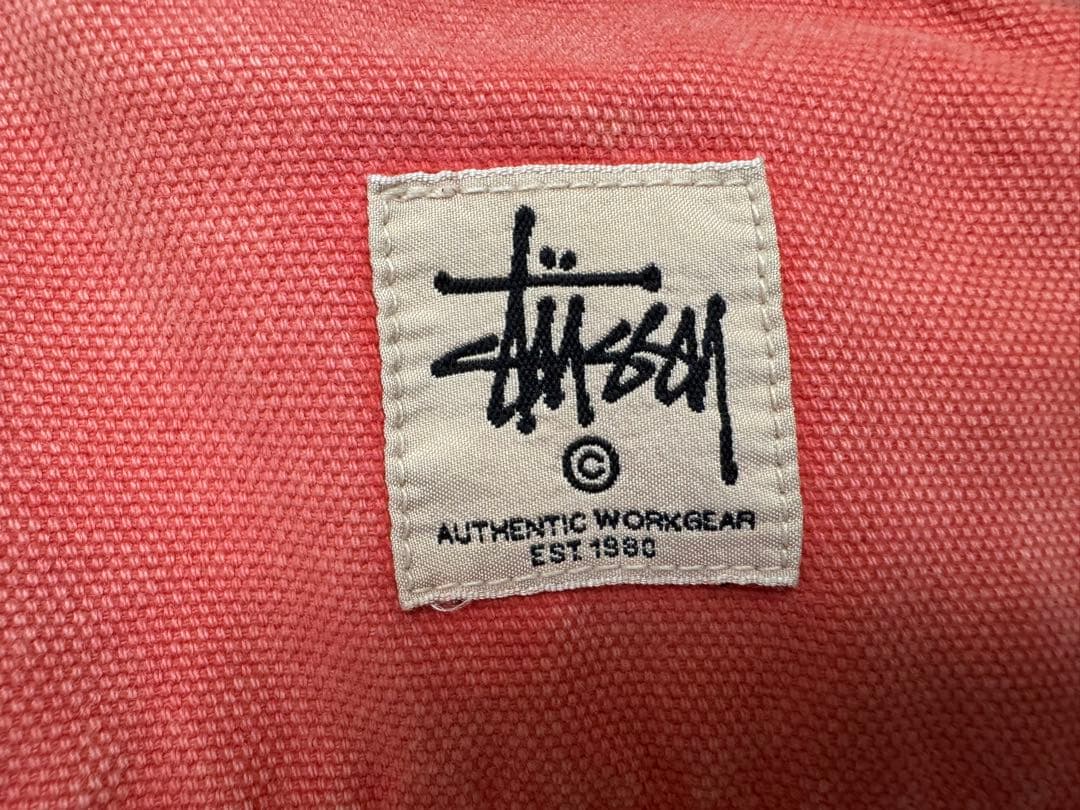 Stüssy
©
AUTHENTIC WORKGEAR
EST. 1980